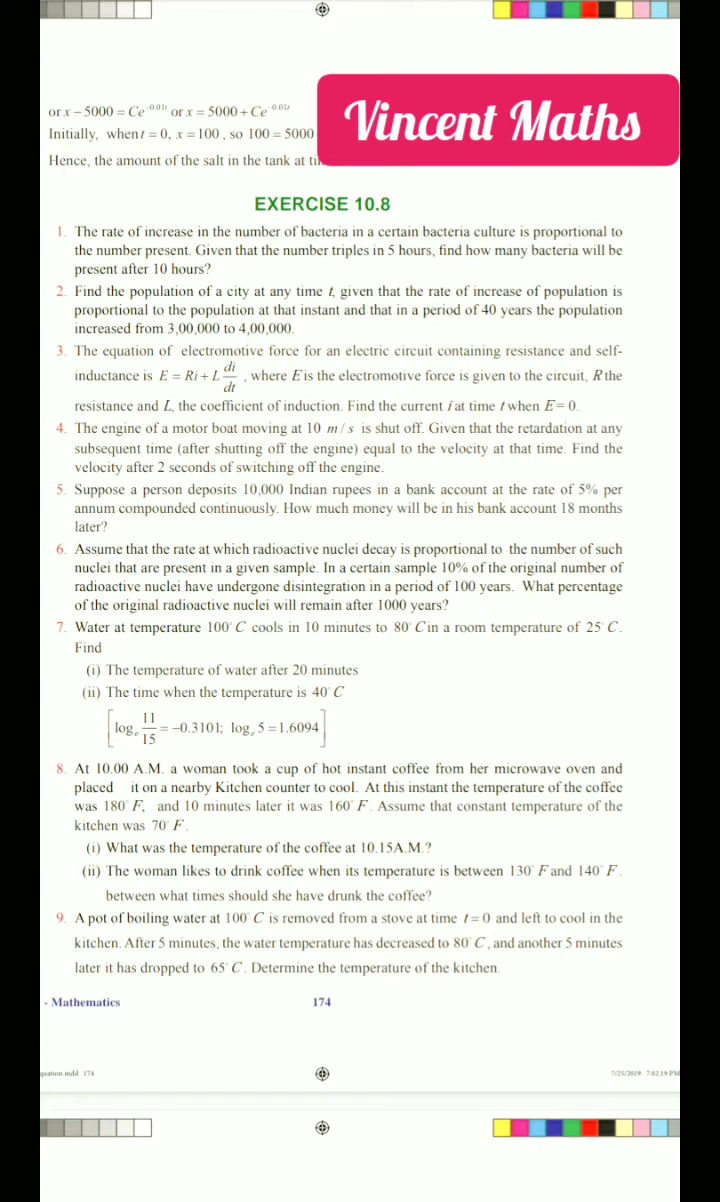 or x – 5000 = Ce^-0.01t or x = 5000 + Ce^-0.01t
Vincent Maths
Initially, when t = 0, x = 100, so 100 = 5000
Hence, the amount of the salt in the tank at
EXERCISE 10.8
1. The rate of increase in the number of bacteria in a certain bacteria culture is proportional to
the number present. Given that the number triples in 5 hours, find how many bacteria will be
present after 10 hours?
2. Find the population of a city at any time t, given that the rate of increase of population is
proportional to the population at that instant and that in a period of 40 years the population
increased from 3,00,000 to 4,00,000.
3. The equation of electromotive force for an electric circuit containing resistance and self-
inductance is E = Ri + L di/dt , where E is the electromotive force is given to the circuit, R the
resistance and L, the coefficient of induction. Find the current i at time t when E = 0.
4. The engine of a motor boat moving at 10 m/s is shut off. Given that the retardation at any
subsequent time (after shutting off the engine) equal to the velocity at that time. Find the
velocity after 2 seconds of switching off the engine.
5. Suppose a person deposits 10,000 Indian rupees in a bank account at the rate of 5% per
annum compounded continuously. How much money will be in his bank account 18 months
later?
6. Assume that the rate at which radioactive nuclei decay is proportional to the number of such
nuclei that are present in a given sample. In a certain sample 10% of the original number of
radioactive nuclei have undergone disintegration in a period of 100 years. What percentage
of the original radioactive nuclei will remain after 1000 years?
7. Water at temperature 100° C cools in 10 minutes to 80° C in a room temperature of 25° C.
Find
(i) The temperature of water after 20 minutes
(ii) The time when the temperature is 40° C
[log_e 11/15 = –0.3101; log_e 5 = 1.6094]
8. At 10.00 A.M. a woman took a cup of hot instant coffee from her microwave oven and
placed it on a nearby Kitchen counter to cool. At this instant the temperature of the coffee
was 180° F, and 10 minutes later it was 160° F. Assume that constant temperature of the
kitchen was 70° F.
(i) What was the temperature of the coffee at 10.15A.M.?
(ii) The woman likes to drink coffee when its temperature is between 130° F and 140° F.
between what times should she have drunk the coffee?
9. A pot of boiling water at 100° C is removed from a stove at time t = 0 and left to cool in the
kitchen. After 5 minutes, the water temperature has decreased to 80° C, and another 5 minutes
later it has dropped to 65° C. Determine the temperature of the kitchen.
- Mathematics 174
quation.indd 174 7/25/2019 7:02:19 PM